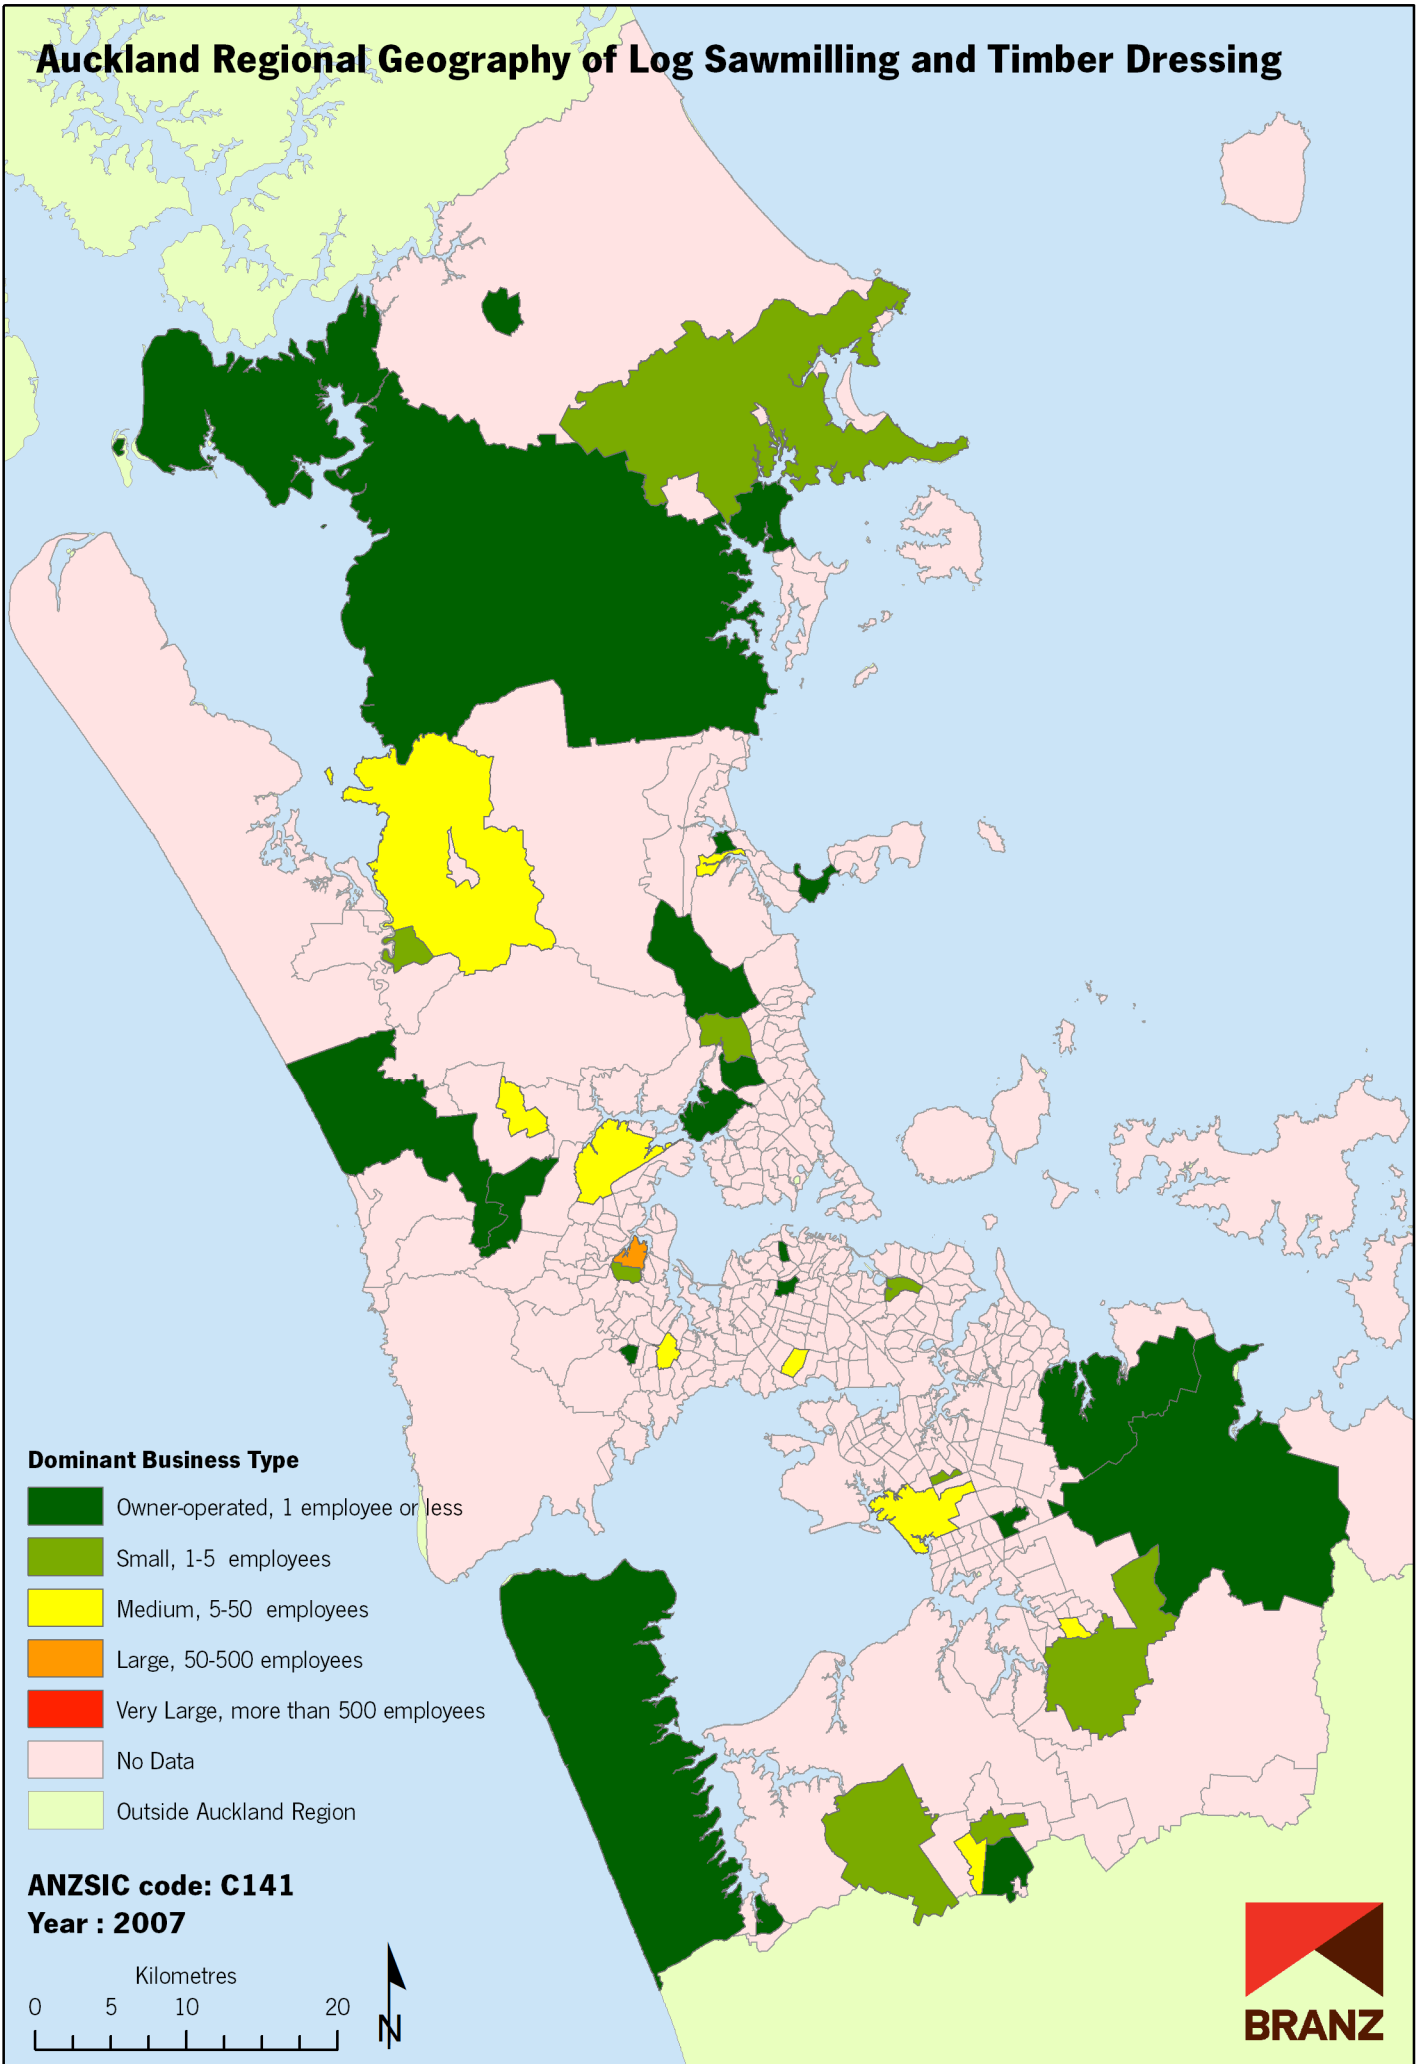 Auckland Regional Geography of Log Sawmilling and Timber Dressing
Dominant Business Type
Owner-operated, 1 employee or less
Small, 1-5 employees
Medium, 5-50 employees
Large, 50-500 employees
Very Large, more than 500 employees
No Data
Outside Auckland Region
ANZSIC code: C141
Year : 2007
Kilometres
0 5 10 20
N
BRANZ